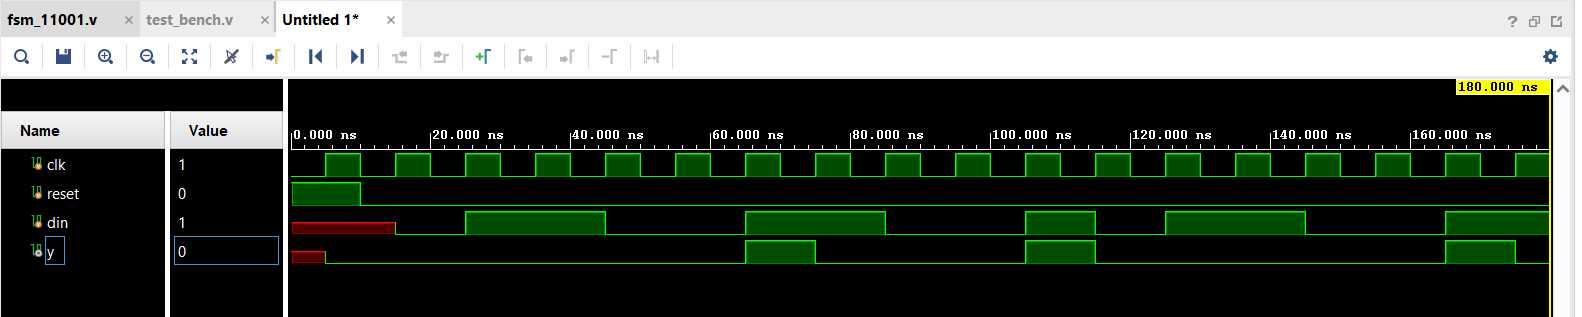 fsm_11001.v × test_bench.v × Untitled 1* ×
?
180.000 ns
Name Value
0.000 ns 20.000 ns 40.000 ns 60.000 ns 80.000 ns 100.000 ns 120.000 ns 140.000 ns 160.000 ns
clk 1
reset 0
din 1
y 0